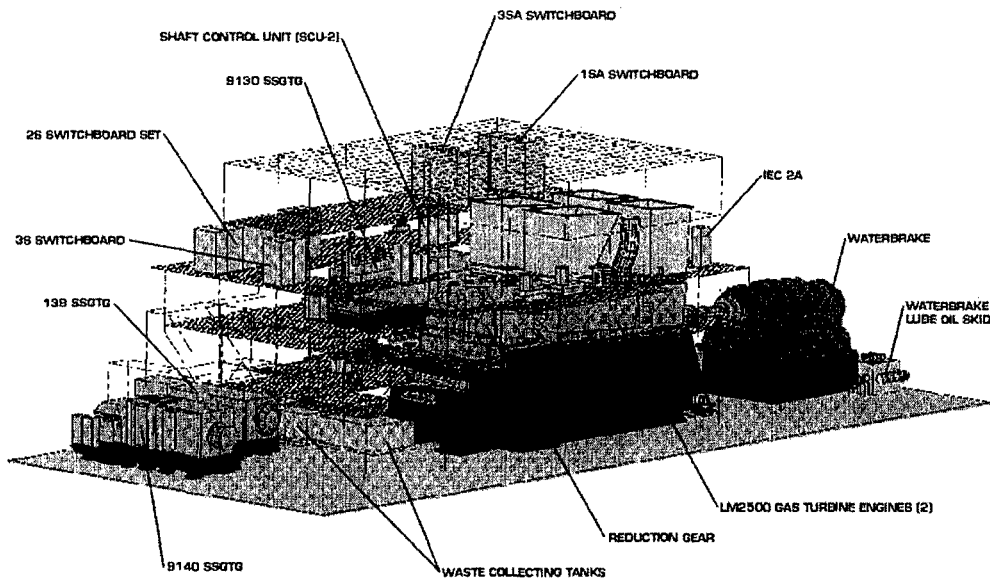 3SA SWITCHBOARD
SHAFT CONTROL UNIT (SCU-2)
1SA SWITCHBOARD
9130 SSGTG
2S SWITCHBOARD SET
IEC 2A
3S SWITCHBOARD
WATERBRAKE
139 SSGTG
WATERBRAKE
LUBE OIL SKID
LM2500 GAS TURBINE ENGINES (2)
REDUCTION GEAR
9140 SSGTG
WASTE COLLECTING TANKS